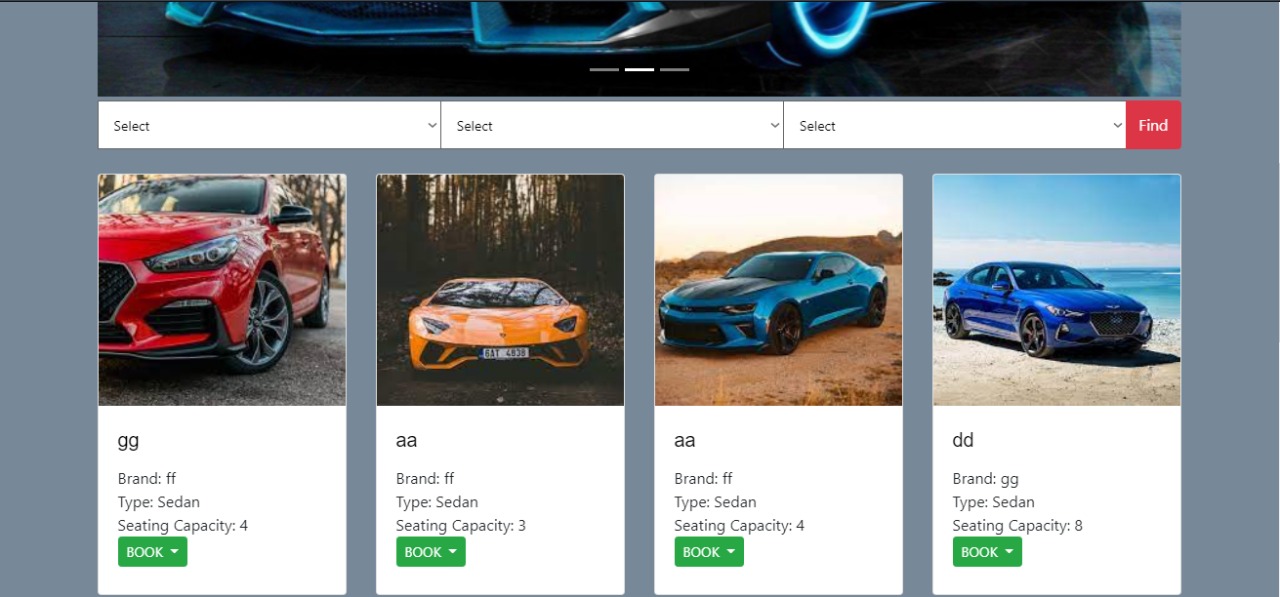 Select Select Select Find
6AT 4838
gg aa aa dd
Brand: ff Brand: ff Brand: ff Brand: gg
Type: Sedan Type: Sedan Type: Sedan Type: Sedan
Seating Capacity: 4 Seating Capacity: 3 Seating Capacity: 4 Seating Capacity: 8
BOOK BOOK BOOK BOOK